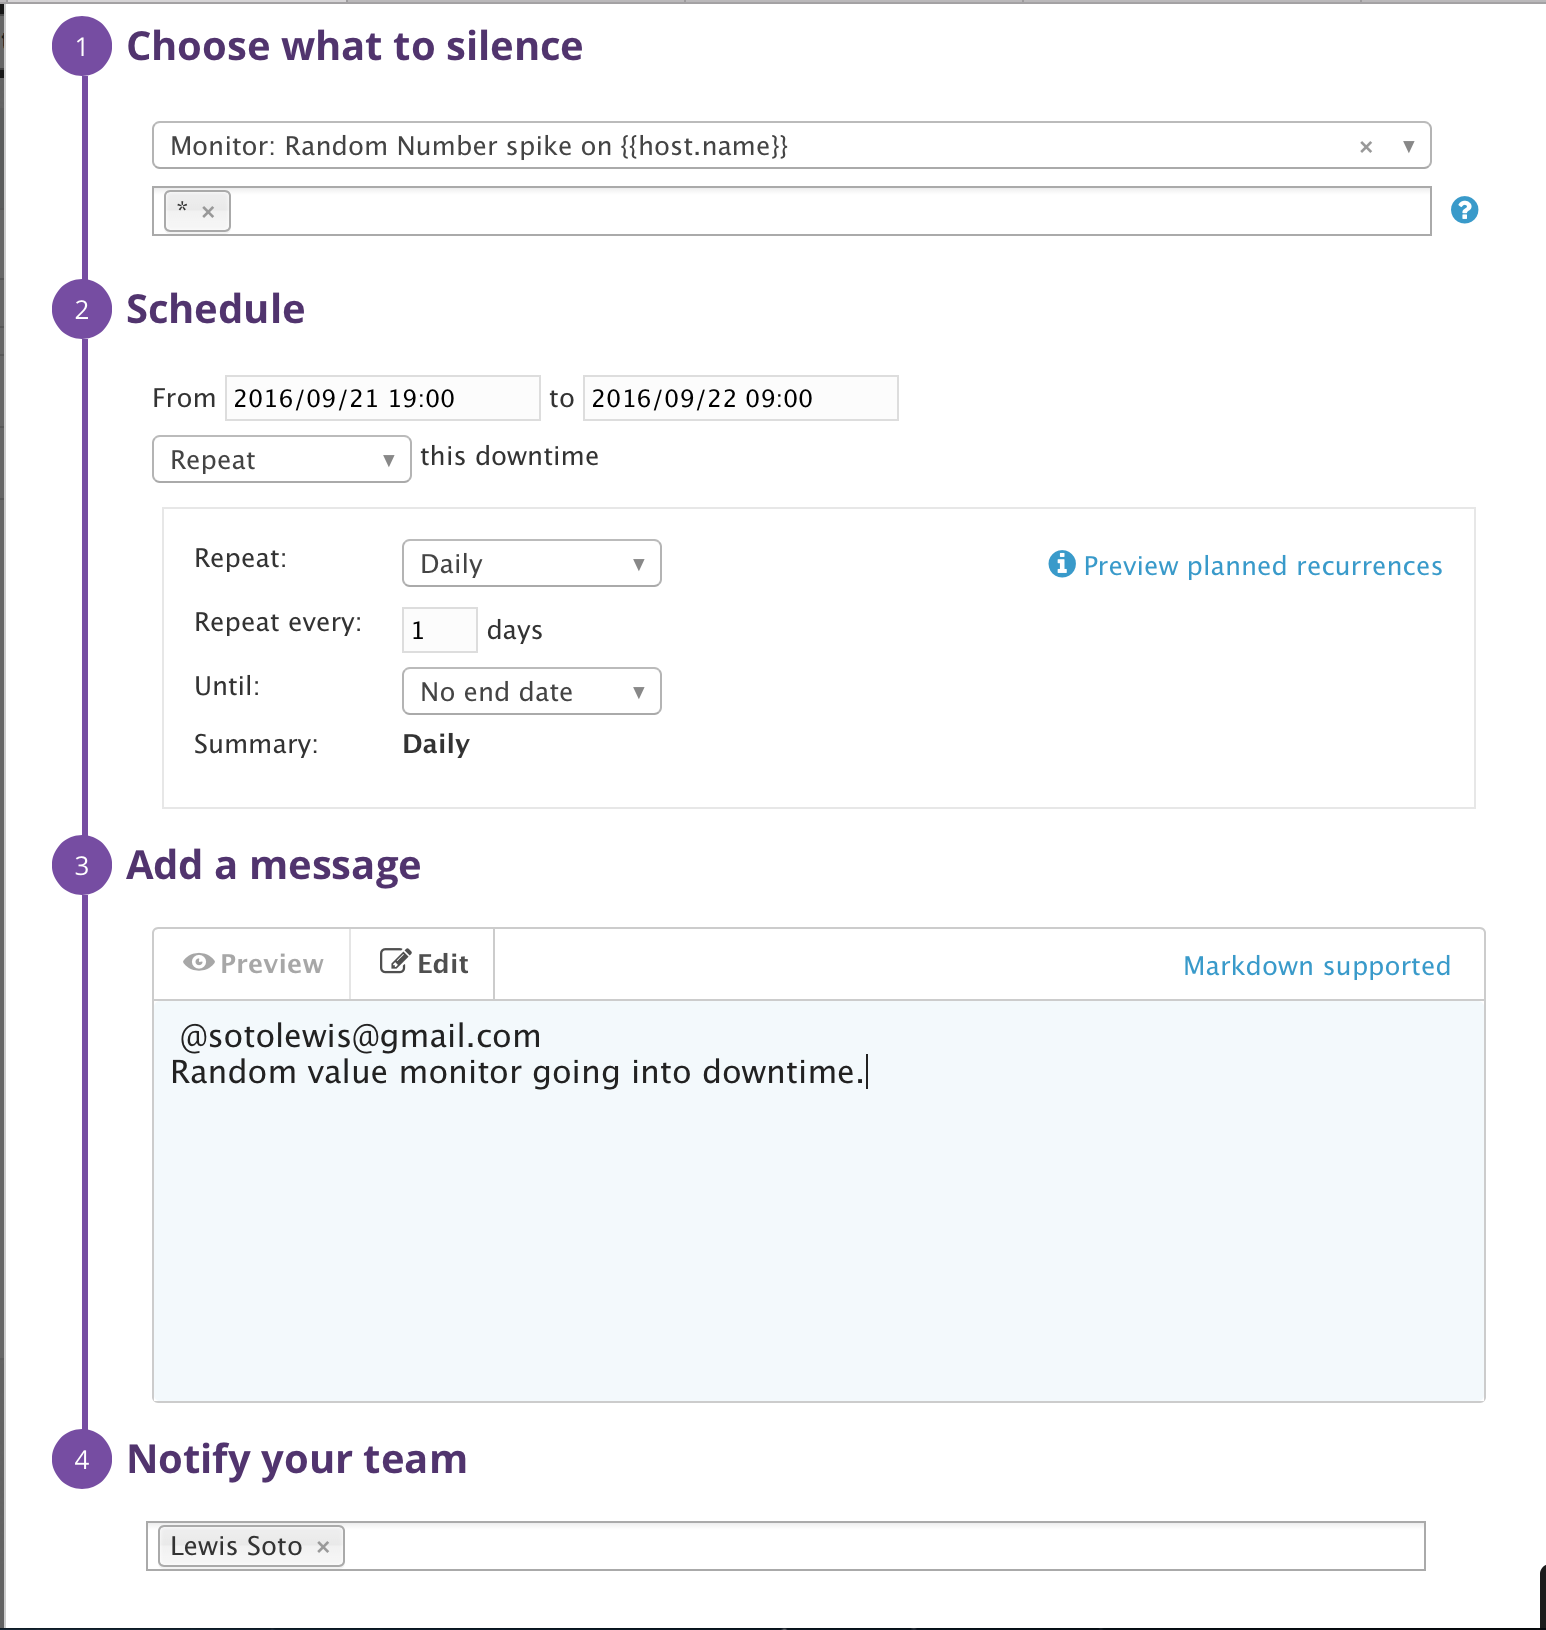 1 Choose what to silence
Monitor: Random Number spike on {{host.name}} × ▼
* × ?
2 Schedule
From 2016/09/21 19:00 to 2016/09/22 09:00
Repeat ▼ this downtime
Repeat: Daily ▼ Preview planned recurrences
Repeat every: 1 days
Until: No end date ▼
Summary: Daily
3 Add a message
Preview Edit Markdown supported
@sotolewis@gmail.com
Random value monitor going into downtime.
4 Notify your team
Lewis Soto ×